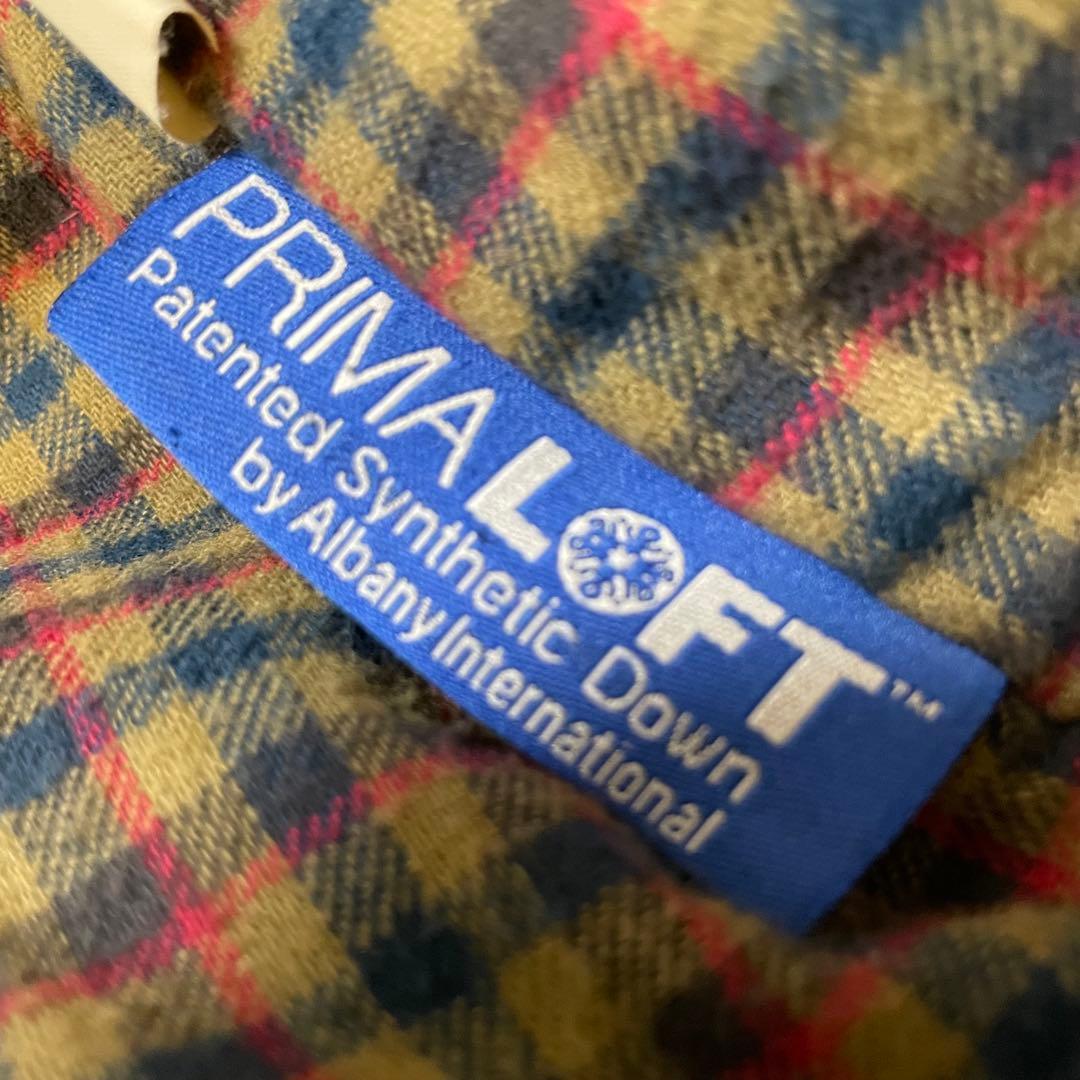 PRIMALOFT™
Patented Synthetic Down
by Albany International